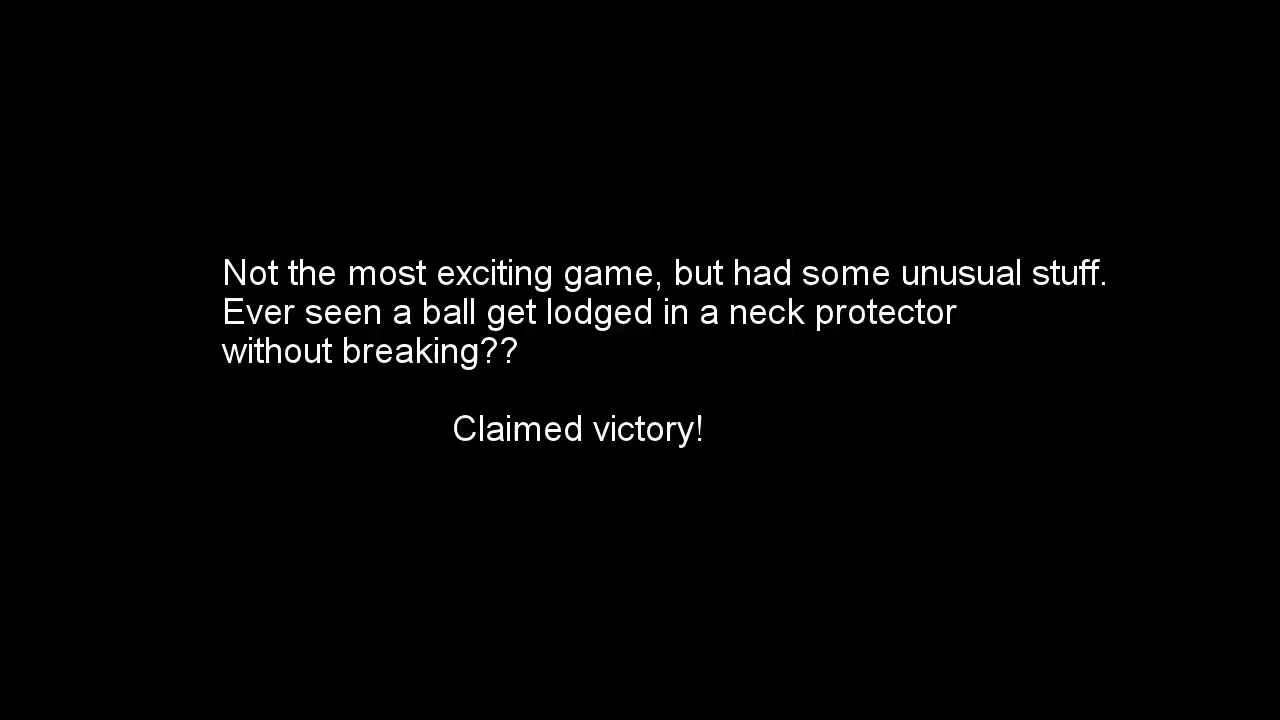 Not the most exciting game, but had some unusual stuff.
Ever seen a ball get lodged in a neck protector
without breaking??
Claimed victory!